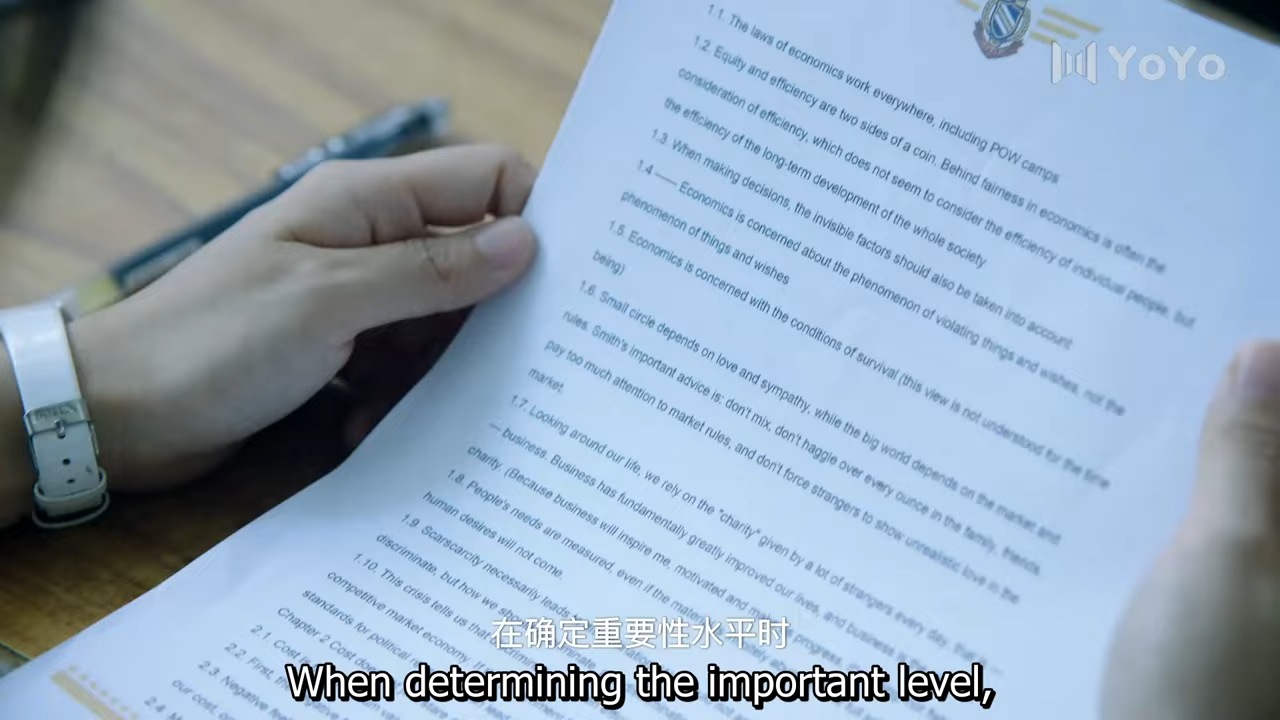 YoYo
1.1. The laws of economics work everywhere, including POW camps
1.2. Equity and efficiency are two sides of a coin. Behind fairness in economics is often the
consideration of efficiency, which does not seem to consider the efficiency of individual people, but
the efficiency of the long-term development of the whole society
1.3. When making decisions, the invisible factors should also be taken into account
1.4 —— Economics is concerned about the phenomenon of violating things and wishes, not the
phenomenon of things and wishes
1.5. Economics is concerned with the conditions of survival (this view is not understood for the time
being)
1.6. Small circle depends on love and sympathy, while the big world depends on the market and
rules. Smith's important advice is: don't mix, don't haggle over every ounce in the family, friends,
pay too much attention to market rules, and don't force strangers to show unrealistic love in the
market.
1.7. Looking around our life, we rely on the "charity" given by a lot of strangers every day, that
— business. Business has fundamentally greatly improved our lives, and business
charity. (Because business will inspire me, motivated and
1.8. People's needs are measured, even if the
human desires will not come.
1.9 Scarscarcity necessarily leads
discriminate, but how we
1.10. This crisis tells us that
competitive market economy.
standards for political
Chapter 2 Cost
2.1. Cost
2.2. First,
2.3. Negative
our cost,
2.4.
在确定重要性水平时
When determining the important level,